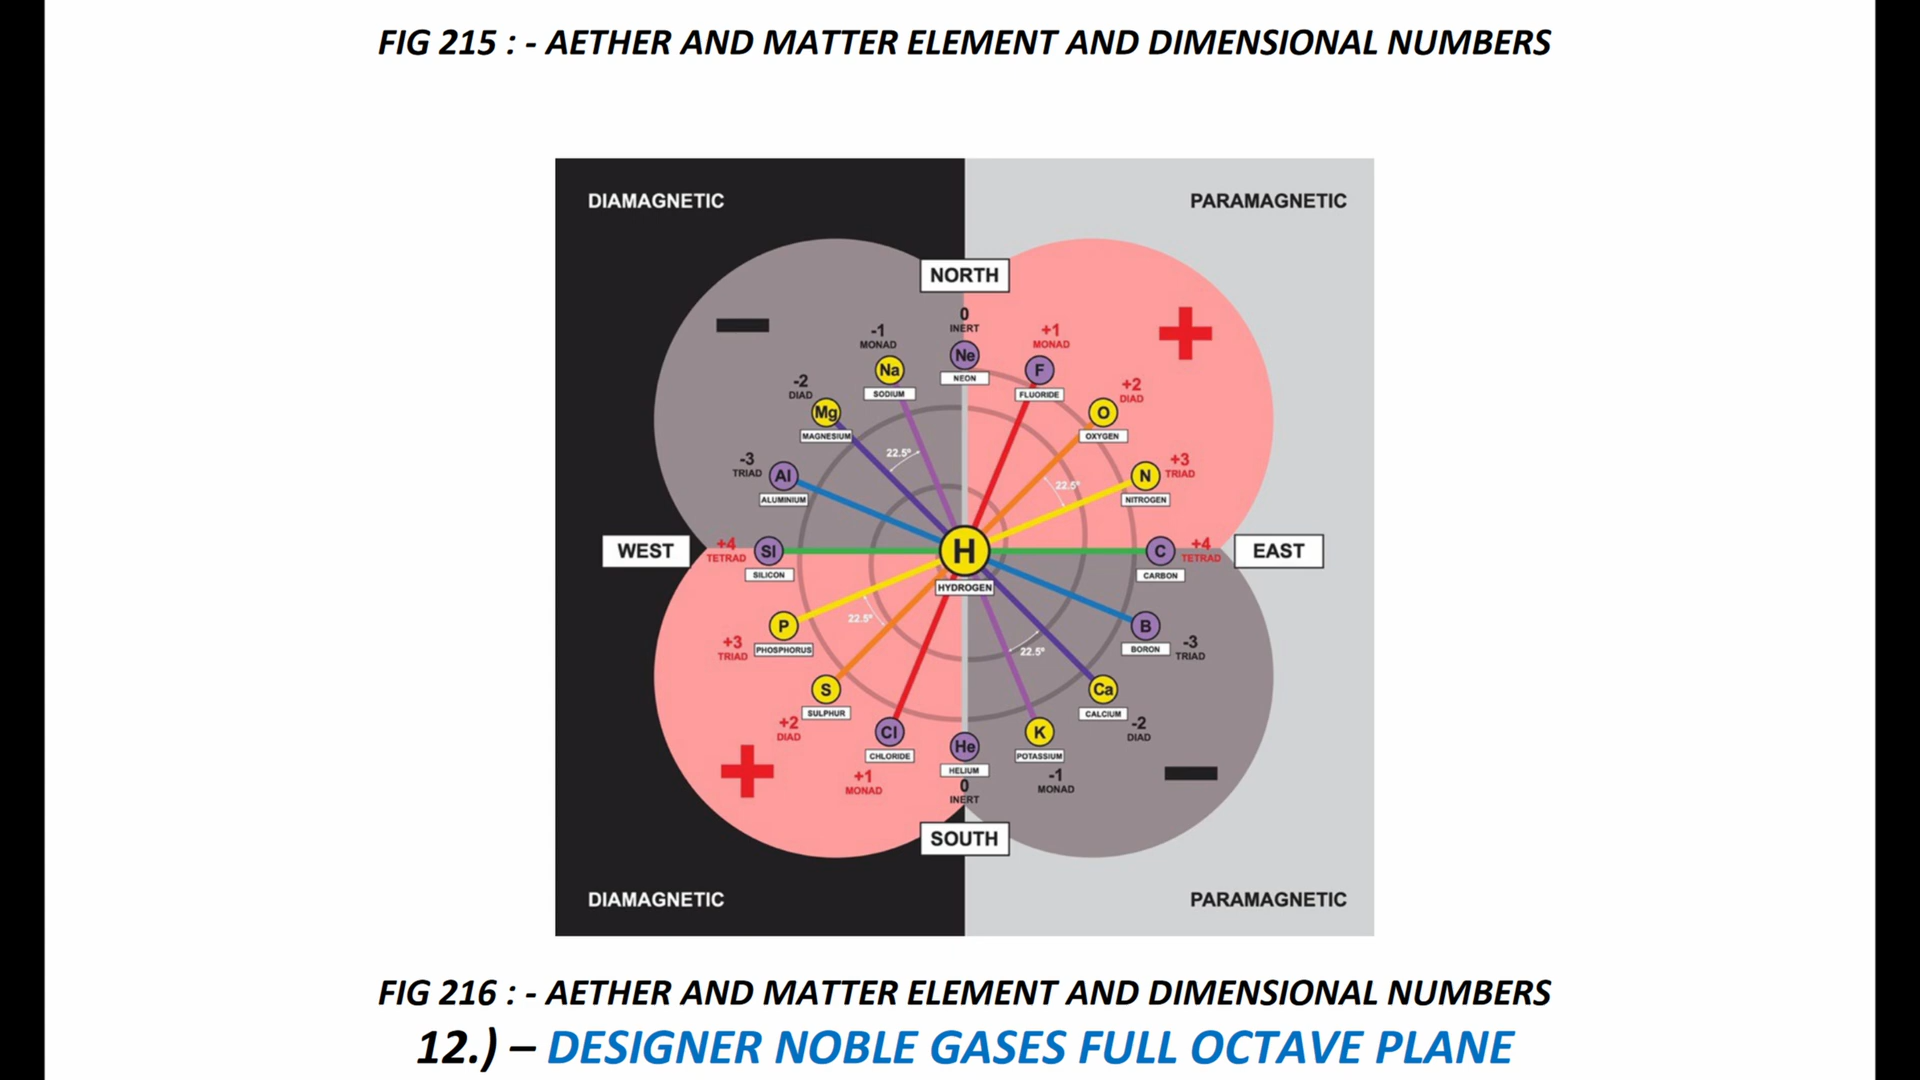 FIG 215 : - AETHER AND MATTER ELEMENT AND DIMENSIONAL NUMBERS
DIAMAGNETIC
PARAMAGNETIC
NORTH
0
INERT
Ne
NEON
-1
MONAD
Na
SODIUM
+1
MONAD
F
FLUORIDE
-2
DIAD
Mg
MAGNESIUM
+2
DIAD
O
OXYGEN
22.5°
22.5°
-3
TRIAD
Al
ALUMINIUM
N
NITROGEN
+3
TRIAD
WEST
+4
TETRAD
SI
SILICON
H
HYDROGEN
C
CARBON
+4
TETRAD
EAST
+3
TRIAD
P
PHOSPHORUS
22.5°
22.5°
B
BORON
-3
TRIAD
+2
DIAD
S
SULPHUR
Ca
CALCIUM
-2
DIAD
Cl
CHLORIDE
+1
MONAD
He
HELIUM
0
INERT
K
POTASSIUM
-1
MONAD
SOUTH
DIAMAGNETIC
PARAMAGNETIC
FIG 216 : - AETHER AND MATTER ELEMENT AND DIMENSIONAL NUMBERS
12.) – DESIGNER NOBLE GASES FULL OCTAVE PLANE